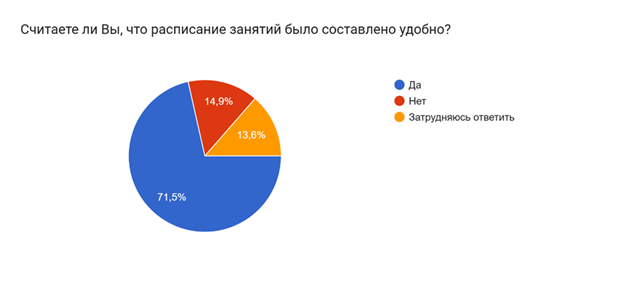 Считаете ли Вы, что расписание занятий было составлено удобно?
Да
Нет
Затрудняюсь ответить
14,9%
13,6%
71,5%